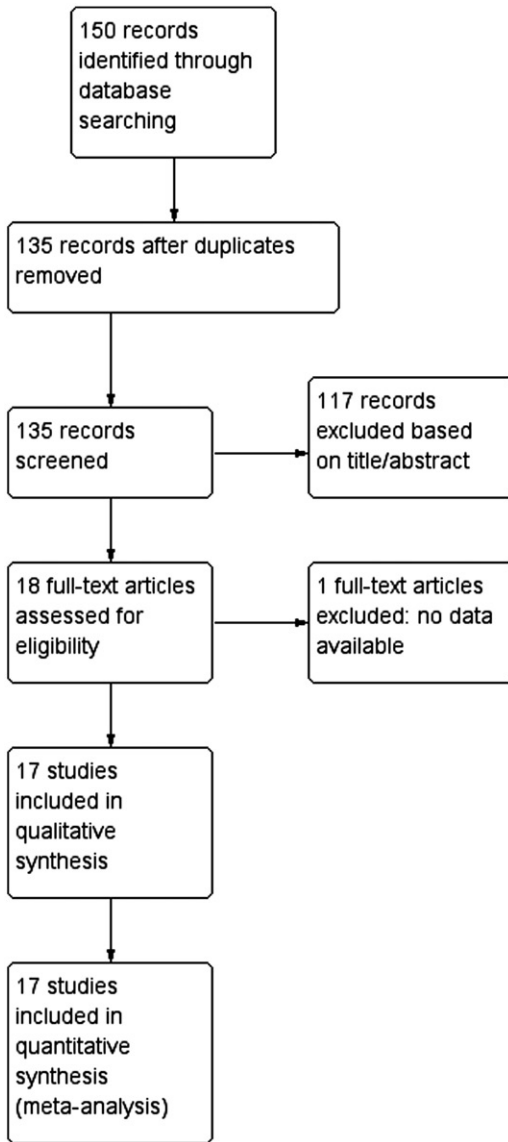 150 records
identified through
database
searching
135 records after duplicates
removed
135 records
screened
117 records
excluded based
on title/abstract
18 full-text articles
assessed for
eligibility
1 full-text articles
excluded: no data
available
17 studies
included in
qualitative
synthesis
17 studies
included in
quantitative
synthesis
(meta-analysis)